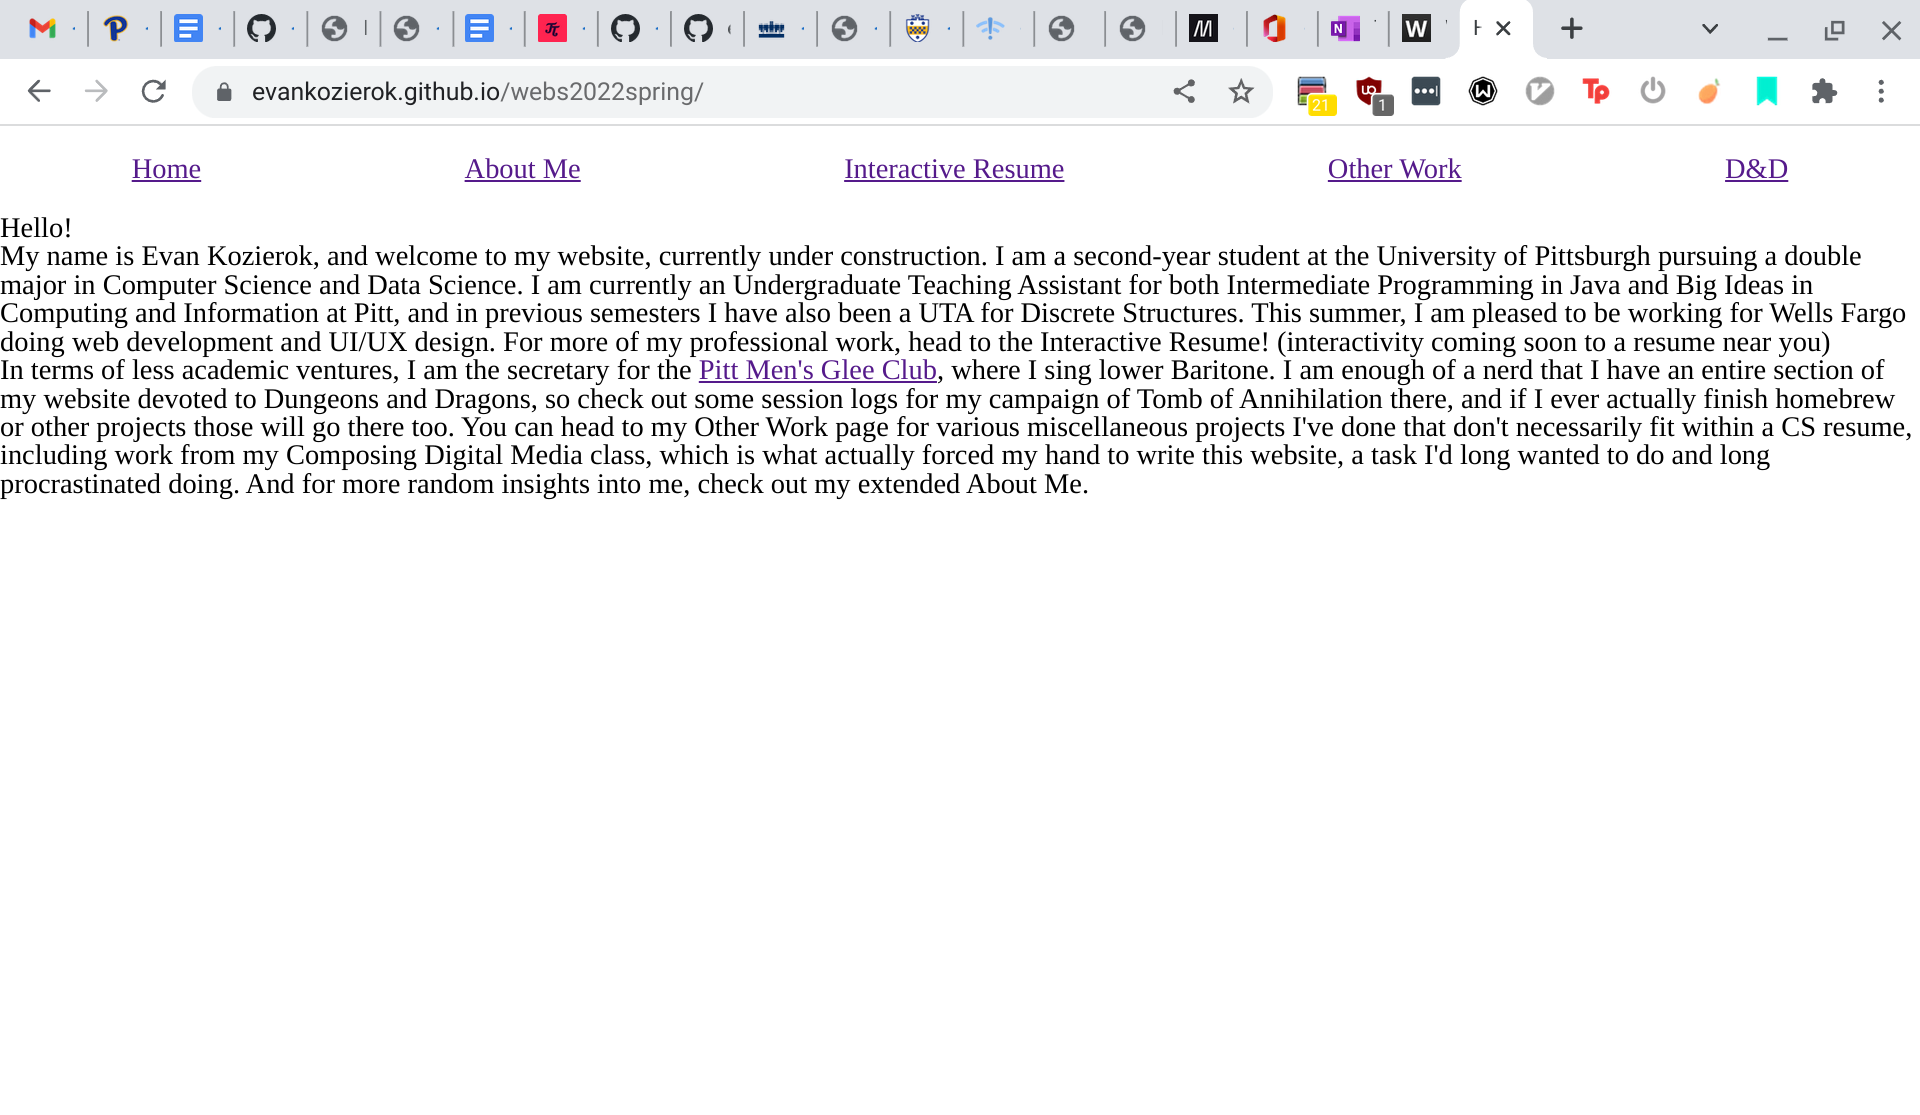 evankozierok.github.io/webs2022spring/
21
1
Tp
Home About Me Interactive Resume Other Work D&D
Hello!
My name is Evan Kozierok, and welcome to my website, currently under construction. I am a second-year student at the University of Pittsburgh pursuing a double
major in Computer Science and Data Science. I am currently an Undergraduate Teaching Assistant for both Intermediate Programming in Java and Big Ideas in
Computing and Information at Pitt, and in previous semesters I have also been a UTA for Discrete Structures. This summer, I am pleased to be working for Wells Fargo
doing web development and UI/UX design. For more of my professional work, head to the Interactive Resume! (interactivity coming soon to a resume near you)
In terms of less academic ventures, I am the secretary for the Pitt Men's Glee Club, where I sing lower Baritone. I am enough of a nerd that I have an entire section of
my website devoted to Dungeons and Dragons, so check out some session logs for my campaign of Tomb of Annihilation there, and if I ever actually finish homebrew
or other projects those will go there too. You can head to my Other Work page for various miscellaneous projects I've done that don't necessarily fit within a CS resume,
including work from my Composing Digital Media class, which is what actually forced my hand to write this website, a task I'd long wanted to do and long
procrastinated doing. And for more random insights into me, check out my extended About Me.